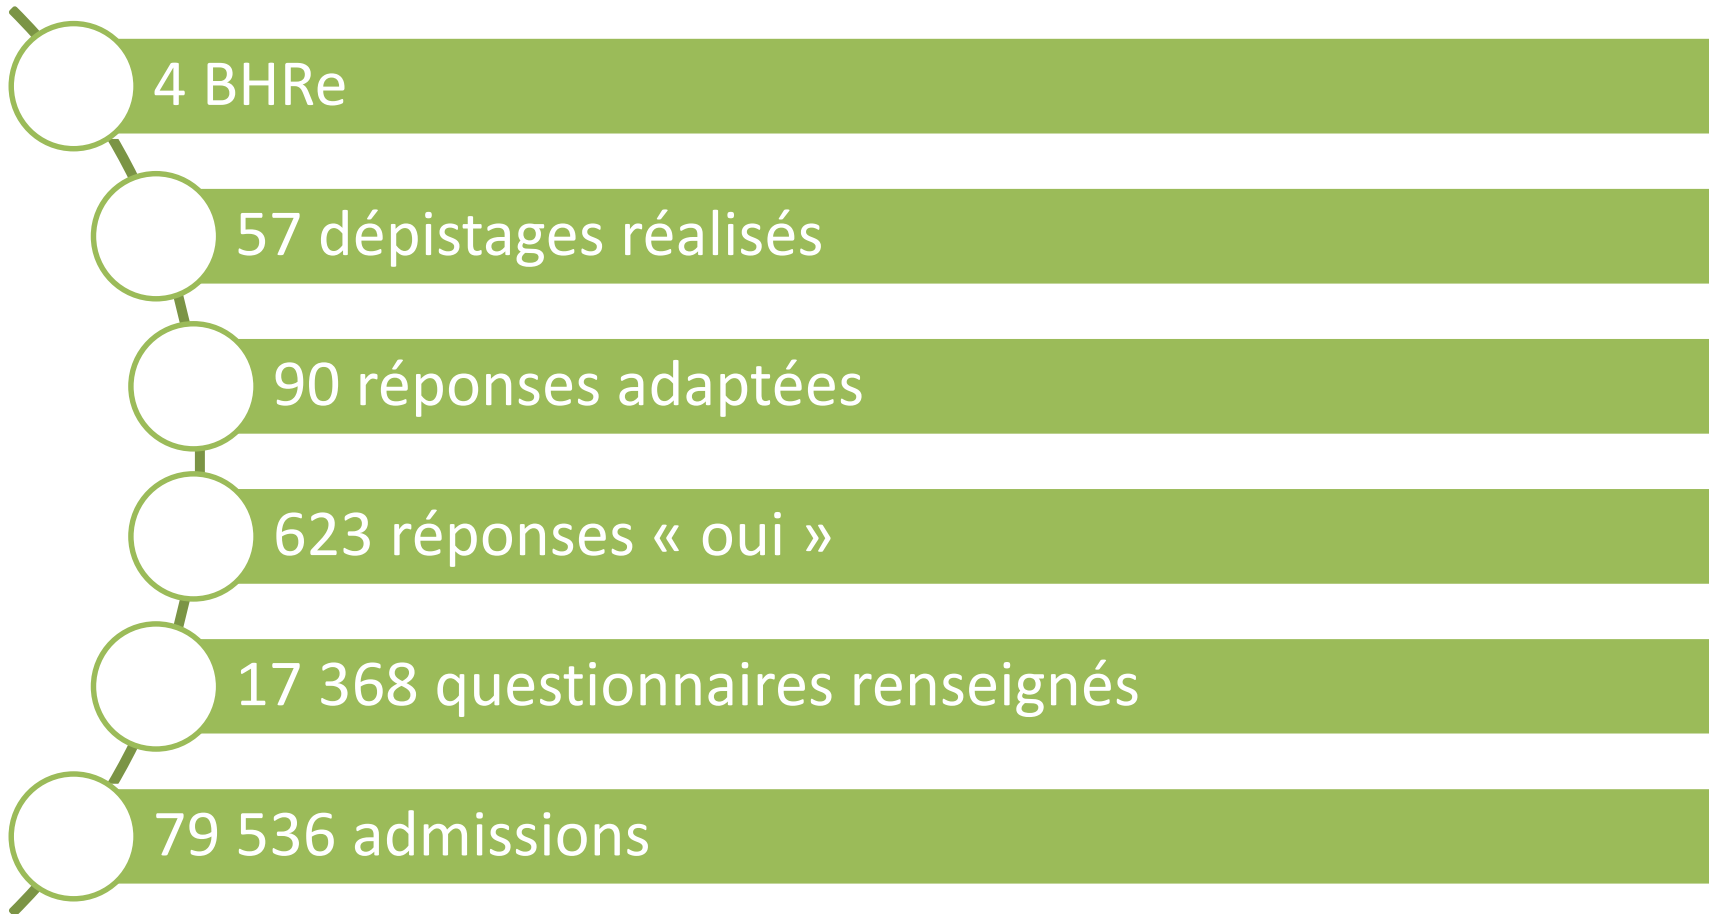 4 BHRe
57 dépistages réalisés
90 réponses adaptées
623 réponses « oui »
17 368 questionnaires renseignés
79 536 admissions